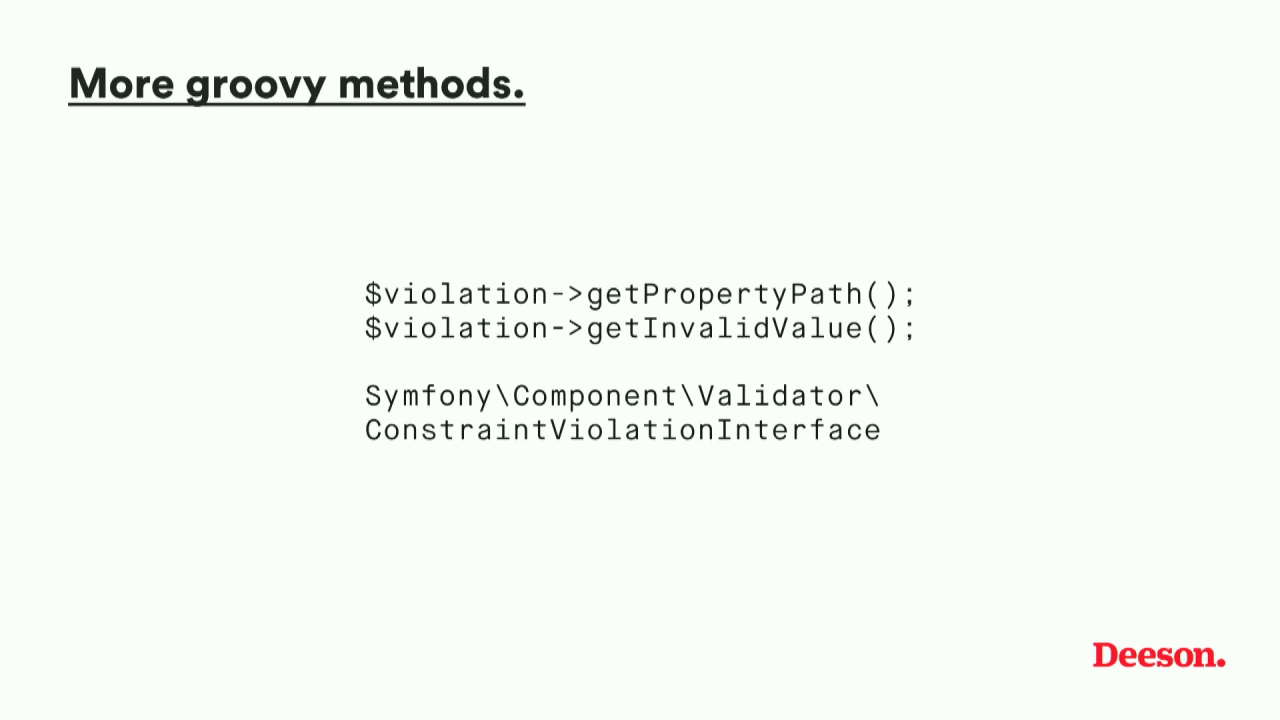 More groovy methods.
$violation->getPropertyPath();
$violation->getInvalidValue();
Symfony\Component\Validator\
ConstraintViolationInterface
Deeson.